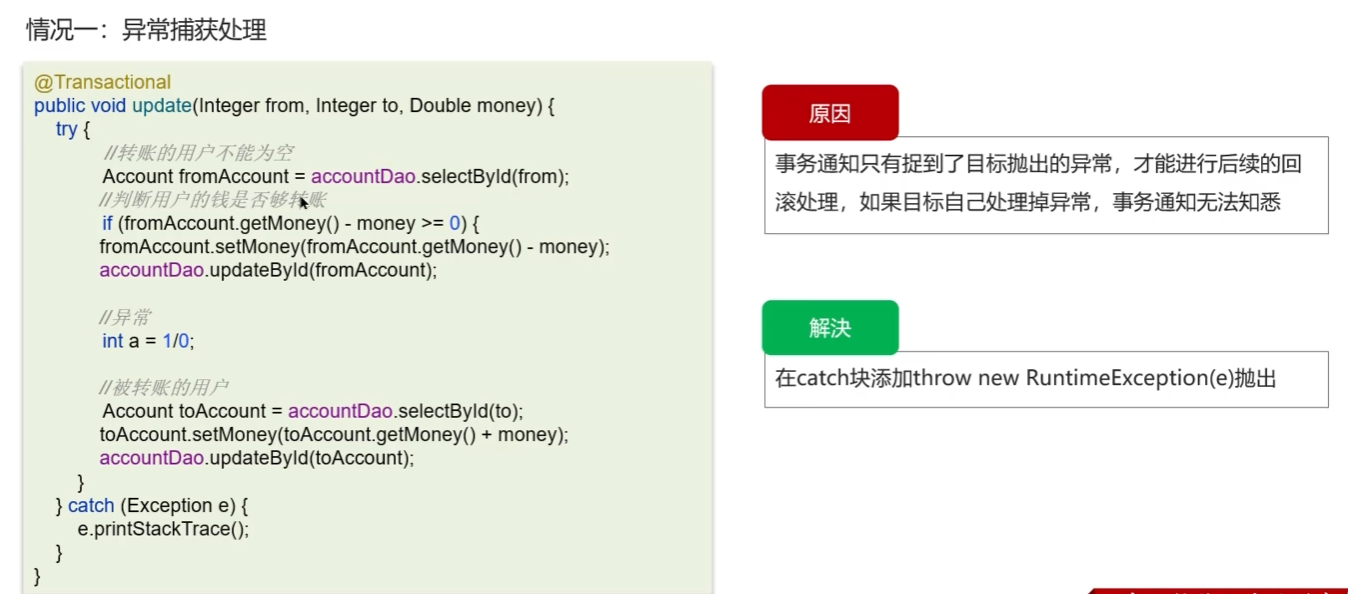 情况一：异常捕获处理
@Transactional
public void update(Integer from, Integer to, Double money) {
try {
//转账的用户不能为空
Account fromAccount = accountDao.selectById(from);
//判断用户的钱是否够转账
if (fromAccount.getMoney() - money >= 0) {
fromAccount.setMoney(fromAccount.getMoney() - money);
accountDao.updateById(fromAccount);
//异常
int a = 1/0;
//被转账的用户
Account toAccount = accountDao.selectById(to);
toAccount.setMoney(toAccount.getMoney() + money);
accountDao.updateById(toAccount);
}
} catch (Exception e) {
e.printStackTrace();
}
}
原因
事务通知只有捉到了目标抛出的异常，才能进行后续的回
滚处理，如果目标自己处理掉异常，事务通知无法知悉
解决
在catch块添加throw new RuntimeException(e)抛出